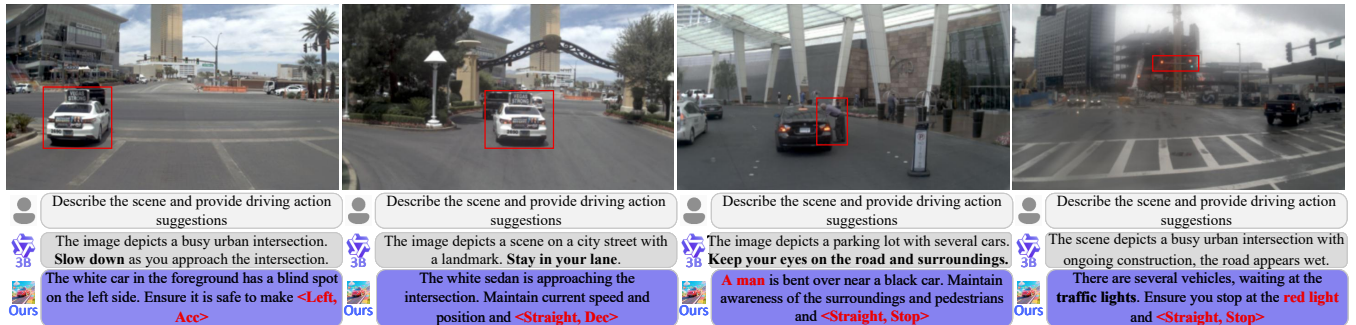 Describe the scene and provide driving action
suggestions
3B
The image depicts a busy urban intersection.
Slow down as you approach the intersection.
Ours
The white car in the foreground has a blind spot
on the left side. Ensure it is safe to make <Left,
Acc>
Describe the scene and provide driving action
suggestions
3B
The image depicts a scene on a city street with
a landmark. Stay in your lane.
Ours
The white sedan is approaching the
intersection. Maintain current speed and
position and <Straight, Dec>
Describe the scene and provide driving action
suggestions
3B
The image depicts a parking lot with several cars.
Keep your eyes on the road and surroundings.
Ours
A man is bent over near a black car. Maintain
awareness of the surroundings and pedestrians
and <Straight, Stop>
Describe the scene and provide driving action
suggestions
3B
The scene depicts a busy urban intersection with
ongoing construction, the road appears wet.
Ours
There are several vehicles, waiting at the
traffic lights. Ensure you stop at the red light
and <Straight, Stop>